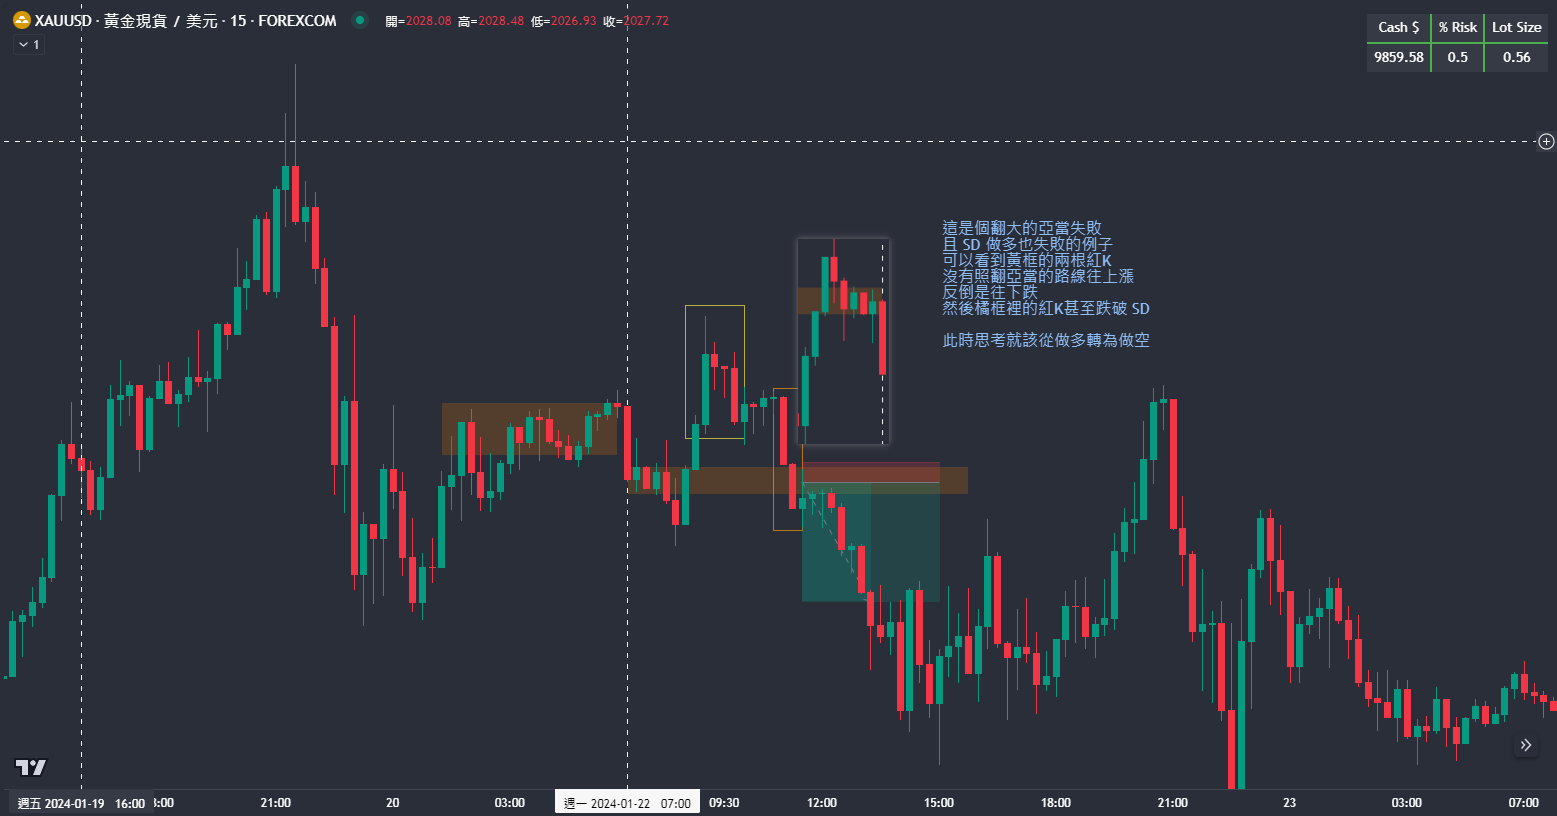 XAUUSD · 黃金現貨 / 美元 · 15 · FOREXCOM 開=2028.08 高=2028.48 低=2026.93 收=2027.72
1
Cash $ % Risk Lot Size
9859.58 0.5 0.56
這是個翻大的亞當失敗
且 SD 做多也失敗的例子
可以看到黃框的兩根紅K
沒有照翻亞當的路線往上漲
反倒是往下跌
然後橘框裡的紅K甚至跌破 SD
此時思考就該從做多轉為做空
週五 2024-01-19 16:00 :00 21:00 20 03:00 週一 2024-01-22 07:00 09:30 12:00 15:00 18:00 21:00 23 03:00 07:00